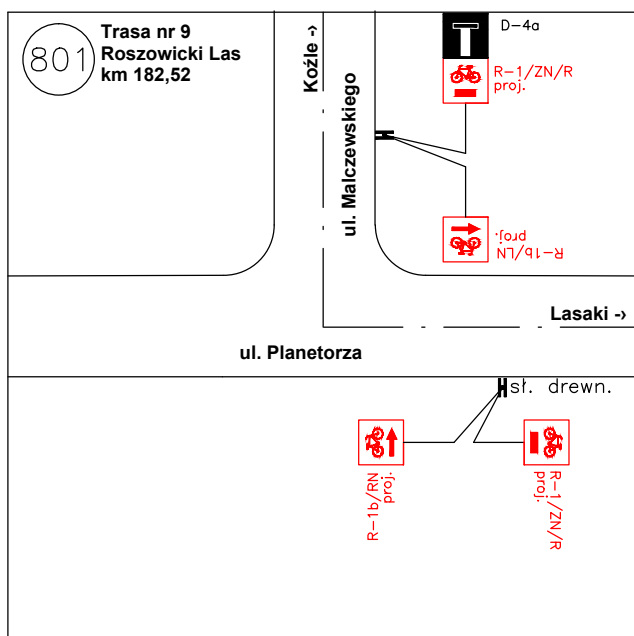 801
Trasa nr 9
Roszowicki Las
km 182,52
Koźle ->
ul. Malczewskiego
D-4a
R-1/ZN/R
proj.
R-1b/LN
proj.
Lasaki ->
ul. Planetorza
sł. drewn.
R-1b/RN
proj.
R-1/ZN/R
proj.